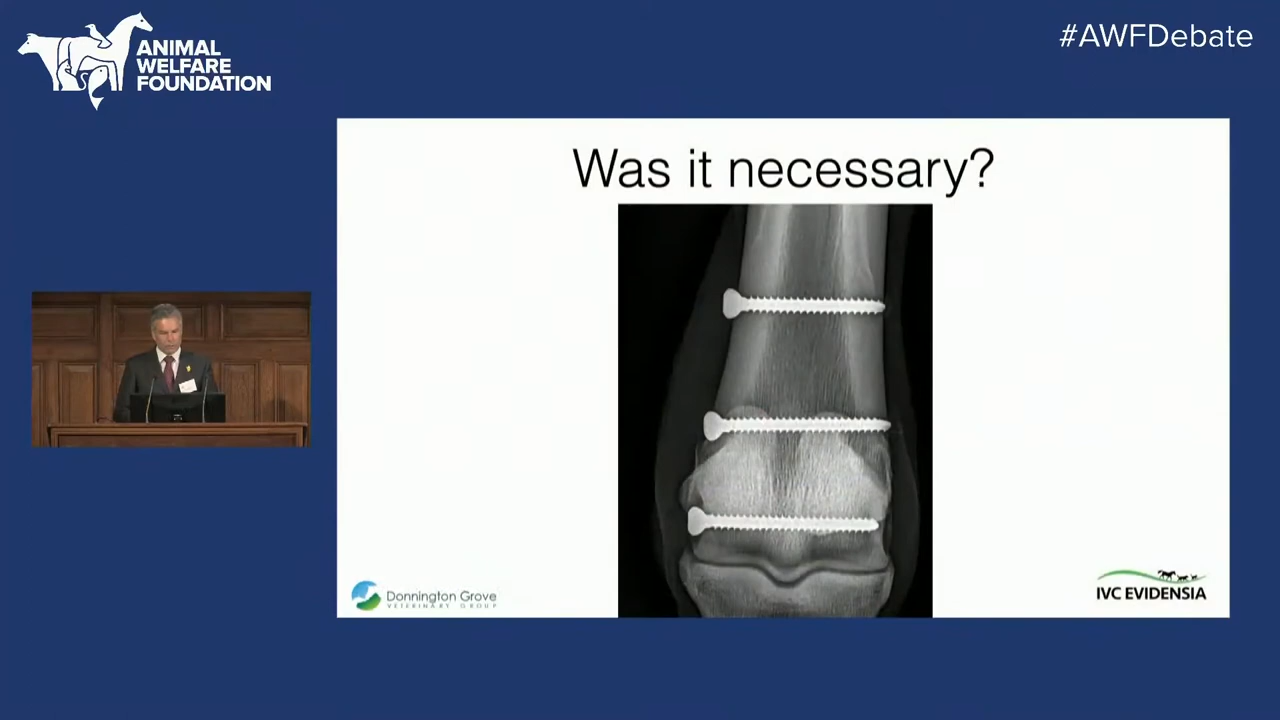 ANIMAL
WELFARE
FOUNDATION
#AWFDebate
Was it necessary?
Donnington Grove
VETERINARY GROUP
IVC EVIDENSIA